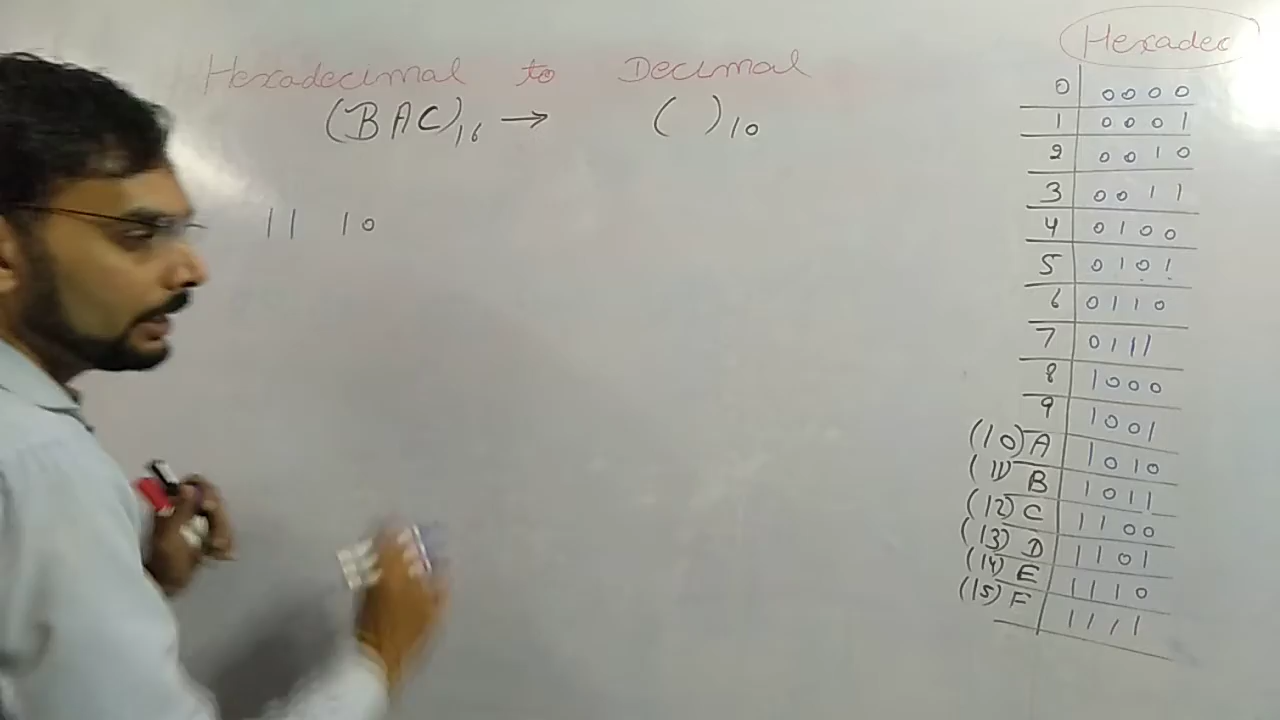 Hexadecimal to Decimal
(BAC)16 → ( )10
11 10
Hexadec
0 0000
1 0001
2 0010
3 0011
4 0100
5 0101
6 0110
7 0111
8 1000
9 1001
(10) A 1010
(11) B 1011
(12) C 1100
(13) D 1101
(14) E 1110
(15) F 1111